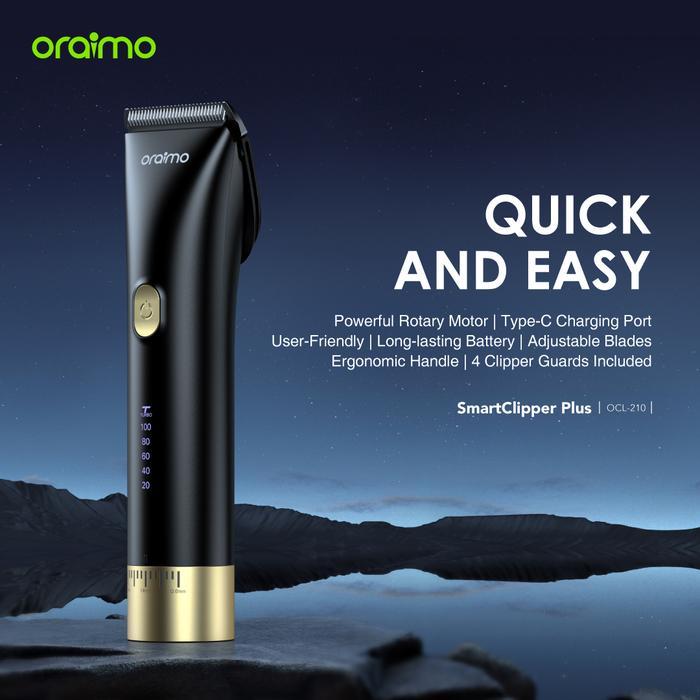 oraimo
oraimo
QUICK
AND EASY
Powerful Rotary Motor | Type-C Charging Port
User-Friendly | Long-lasting Battery | Adjustable Blades
Ergonomic Handle | 4 Clipper Guards Included
SmartClipper Plus | OCL-210 |
TURBO
100
80
60
40
20